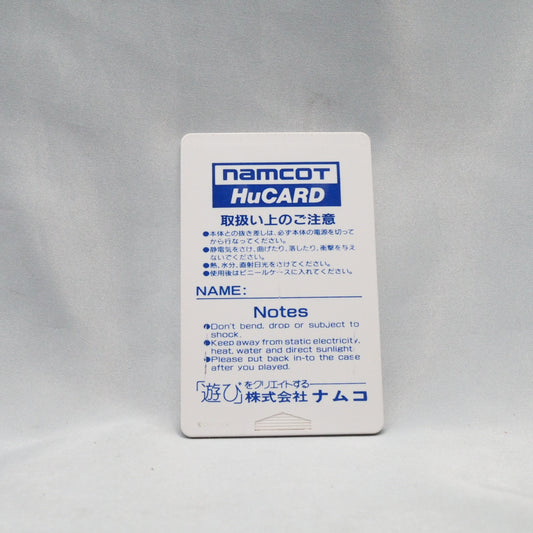 namcot
HuCARD
取扱い上のご注意
●本体との抜き差しは、必ず本体の電源を切って
から行なってください。
●静電気をさけ、曲げたり、落したり、衝撃を与え
ないでください。
●熱、水分、直射日光をさけてください。
●使用後はビニールケースに入れてください。
NAME:
Notes
●Don't bend, drop or subject to
shock.
●Keep away from static electricity,
heat, water and direct sunlight.
●Please put back in-to the case
after you played.
「遊び」をクリエイトする
株式会社 ナムコ